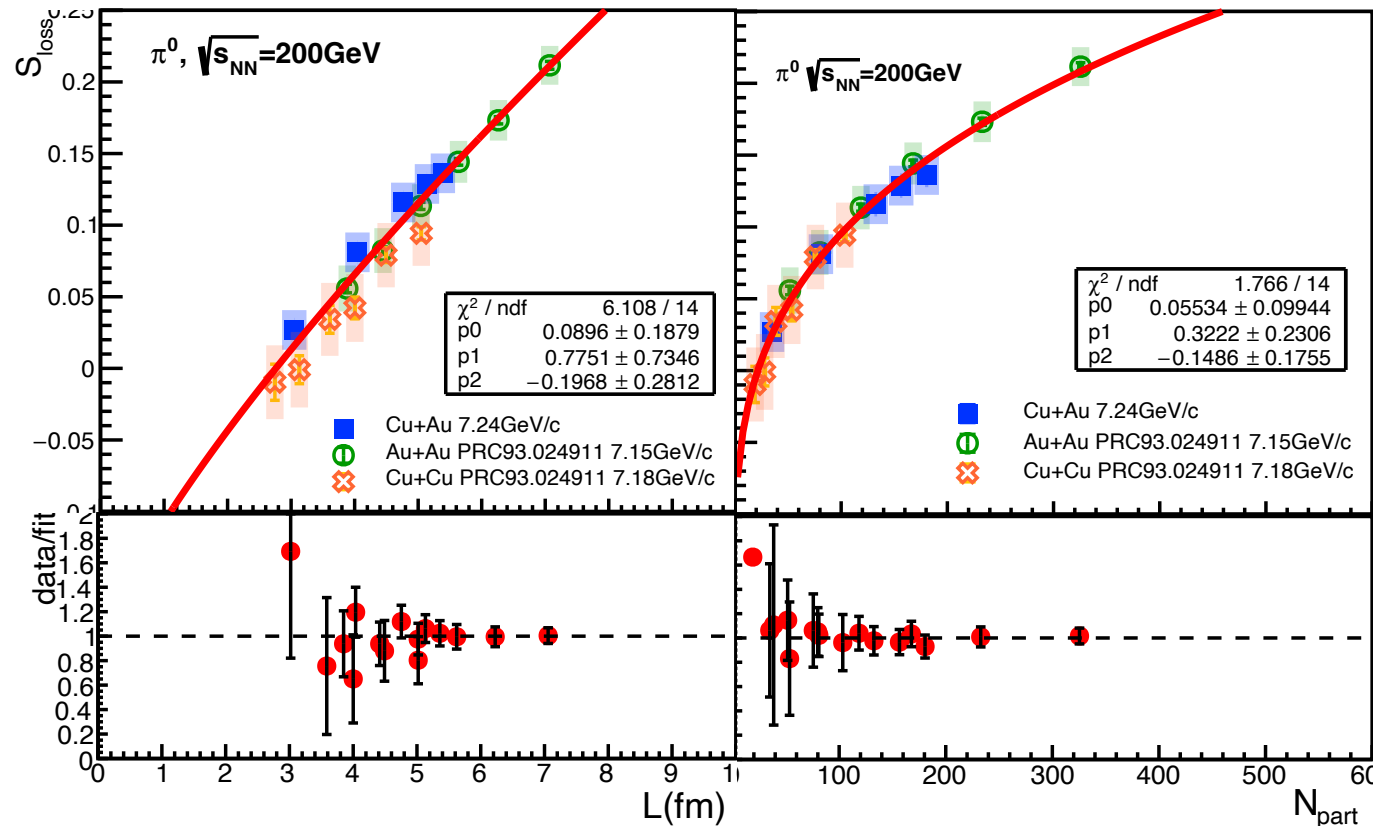 S_loss
0.25
0.2
0.15
0.1
0.05
0
−0.05
−0.1
π⁰, √s_NN=200GeV
χ² / ndf 6.108 / 14
p0 0.0896 ± 0.1879
p1 0.7751 ± 0.7346
p2 −0.1968 ± 0.2812
Cu+Au 7.24GeV/c
Au+Au PRC93.024911 7.15GeV/c
Cu+Cu PRC93.024911 7.18GeV/c
π⁰ √s_NN=200GeV
χ² / ndf 1.766 / 14
p0 0.05534 ± 0.09944
p1 0.3222 ± 0.2306
p2 −0.1486 ± 0.1755
Cu+Au 7.24GeV/c
Au+Au PRC93.024911 7.15GeV/c
Cu+Cu PRC93.024911 7.18GeV/c
data/fit
2
1.8
1.6
1.4
1.2
1
0.8
0.6
0.4
0.2
0
0 1 2 3 4 5 6 7 8 9
L(fm)
100 200 300 400 500
N_part